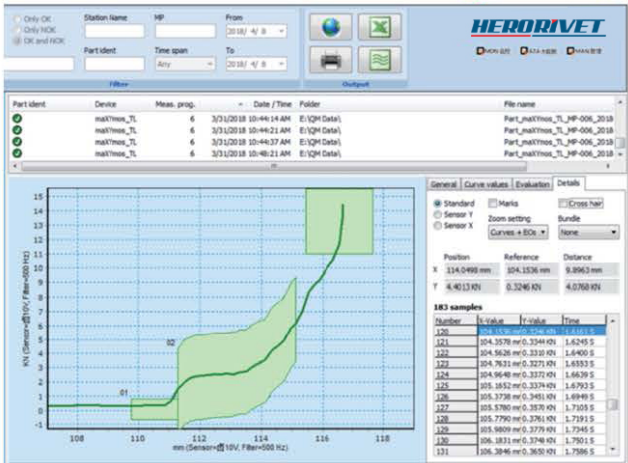 Only OK
Only NOK
OK and NOK
Station Name
MP
From
2018/ 4/ 8
Part ident
Time span
To
Any
2018/ 4/ 8
Filter
Output
HERORIVET
Part ident Device Meas. prog. Date / Time Folder File name
maXYmos_TL 6 3/31/2018 10:44:14 AM E:\QM Data\ Part_maXYmos_TL_MP-006_2018
maXYmos_TL 6 3/31/2018 10:44:21 AM E:\QM Data\ Part_maXYmos_TL_MP-006_2018
maXYmos_TL 6 3/31/2018 10:44:37 AM E:\QM Data\ Part_maXYmos_TL_MP-006_2018
maXYmos_TL 6 3/31/2018 10:48:21 AM E:\QM Data\ Part_maXYmos_TL_MP-006_2018
15
14
13
12
11
10
9
8
7
6
5
4
3
2
1
0
-1
01
02
108 110 112 114 116 118
General Curve values Evaluation Details
Standard Marks Cross hair
Sensor Y Zoom setting Bundle
Sensor X Curves + EOs None
Position Reference Distance
X 114.0498 mm 104.1536 mm 9.8963 mm
Y 4.4013 KN 0.3246 KN 4.0768 KN
183 samples
Number X-Value Y-Value Time
120 104.1536 mm 0.3246 KN 1.6161 S
121 104.3578 mm 0.3344 KN 1.6245 S
122 104.5626 mm 0.3310 KN 1.6400 S
123 104.7631 mm 0.3271 KN 1.6553 S
124 104.9648 mm 0.3372 KN 1.6639 S
125 105.1652 mm 0.3374 KN 1.6793 S
126 105.3738 mm 0.3451 KN 1.6949 S
127 105.5780 mm 0.3570 KN 1.7105 S
128 105.7790 mm 0.3761 KN 1.7191 S
129 105.9809 mm 0.3779 KN 1.7345 S
130 106.1831 mm 0.3748 KN 1.7501 S
131 106.3846 mm 0.3650 KN 1.7586 S